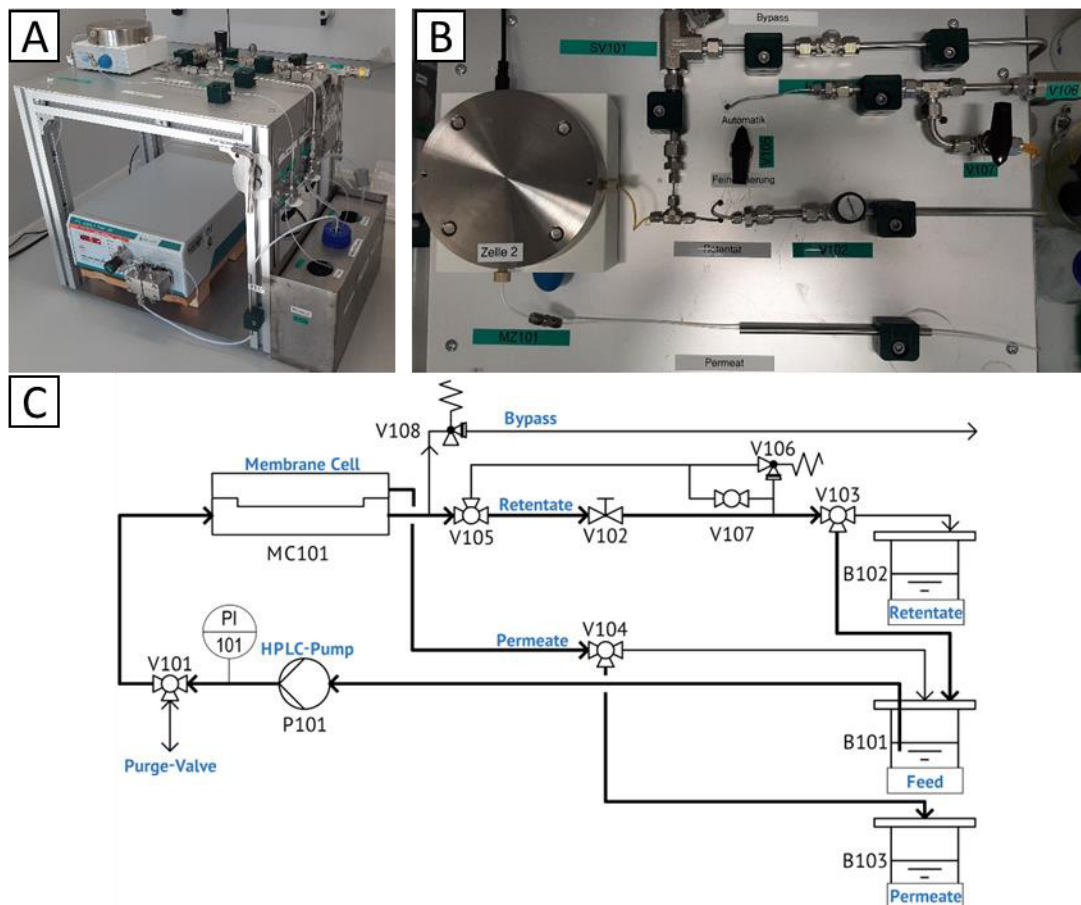 A
B
Bypass
SV101
V106
Automatik
V105
V107
Zelle 2
Retentat
V102
MZ101
Permeat
C
V108
Bypass
V106
Membrane Cell
Retentate
V103
V105
V102
V107
MC101
B102
Retentate
PI
101
HPLC-Pump
Permeate
V104
V101
P101
B101
Purge-Valve
Feed
B103
Permeate